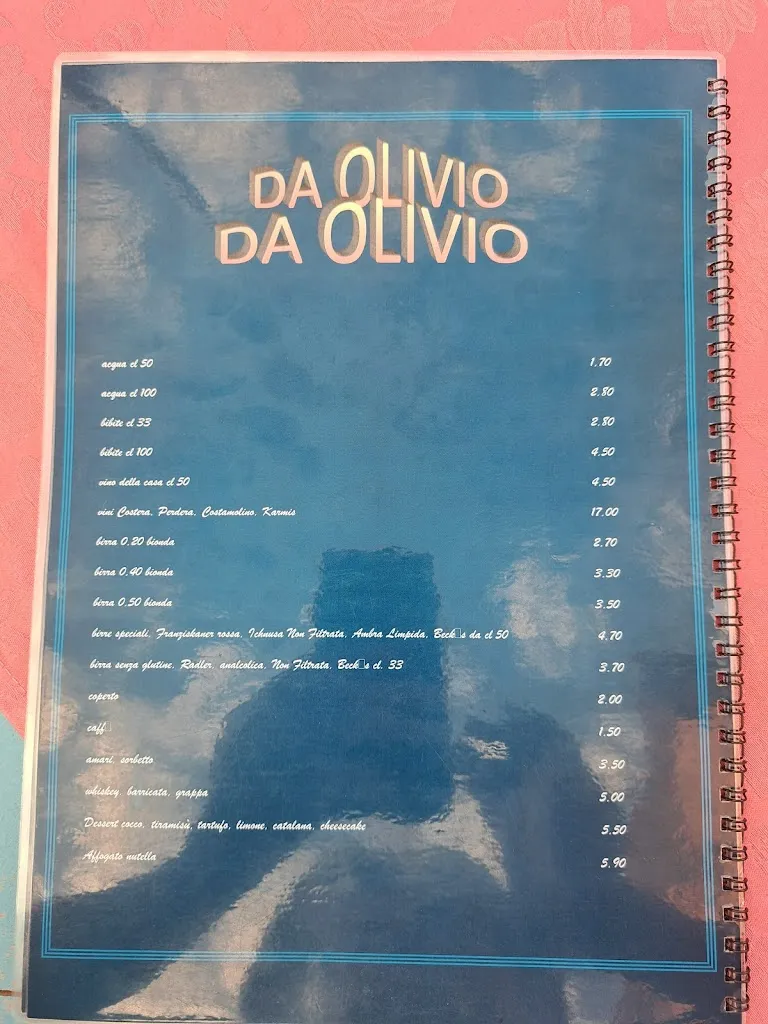 DA OLIVIO
DA OLIVIO
acqua cl 50 1.70
acqua cl 100 2.80
bibite cl 33 2.80
bibite cl 100 4.50
vino della casa cl 50 4.50
vini Costera, Perdera, Costamolino, Karmis 17.00
birra 0,20 bionda 2.70
birra 0,40 bionda 3.30
birra 0,50 bionda 3.50
birre speciali, Franziskaner rossa, Ichnusa Non Filtrata, Ambra Limpida, Beck□s da cl 50 4.70
birra senza glutine, Radler, analcolica, Non Filtrata, Beck□s cl. 33 3.70
coperto 2.00
caff□ 1.50
amari, sorbetto 3.50
whiskey, barricata, grappa 5.00
Dessert cocco, tiramisù, tartufo, limone, catalana, cheesecake 5.50
Affogato nutella 5.90